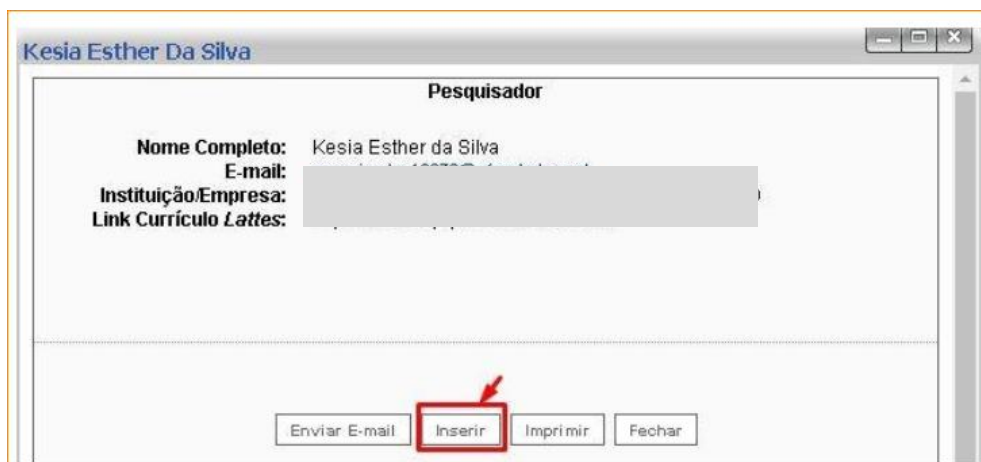 Kesia Esther Da Silva
Pesquisador
Nome Completo: Kesia Esther da Silva
E-mail:
Instituição/Empresa:
Link Currículo Lattes:
Enviar E-mail Inserir Imprimir Fechar